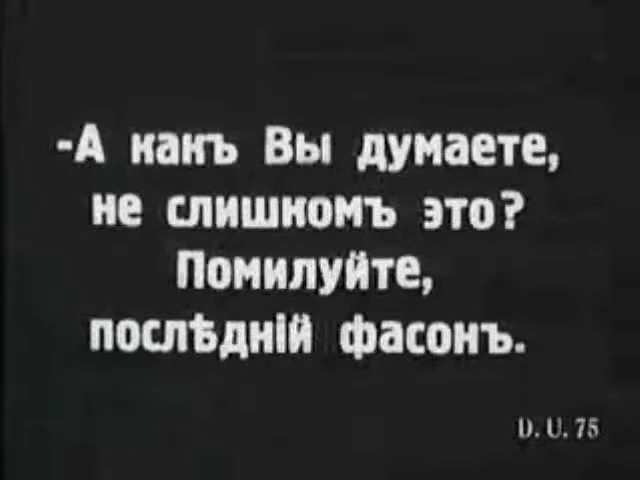 -А какъ Вы думаете,
не слишкомъ это?
Помилуйте,
послѣднiй фасонъ.
D. U. 75